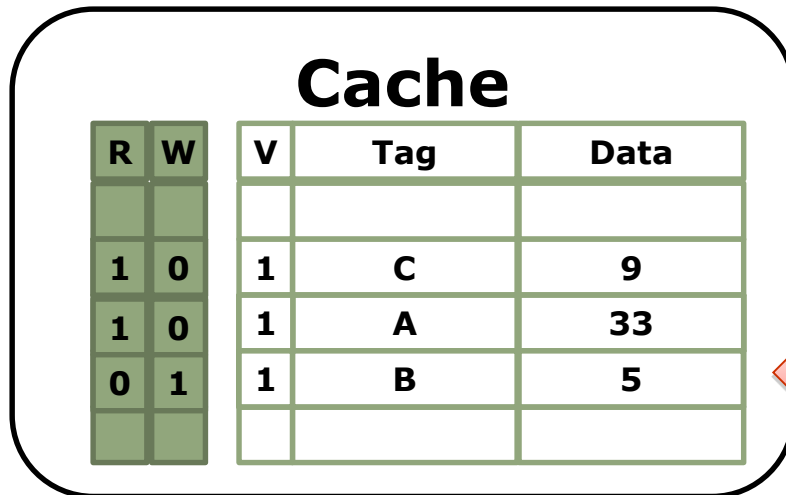 Cache
R W V Tag Data
1 0 1 C 9
1 0 1 A 33
0 1 1 B 5